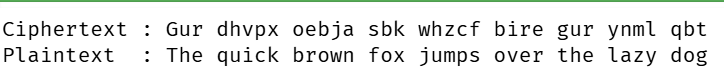 Ciphertext : Gur dhvpx oebja sbk whzcf bire gur ynml qbt
Plaintext  : The quick brown fox jumps over the lazy dog